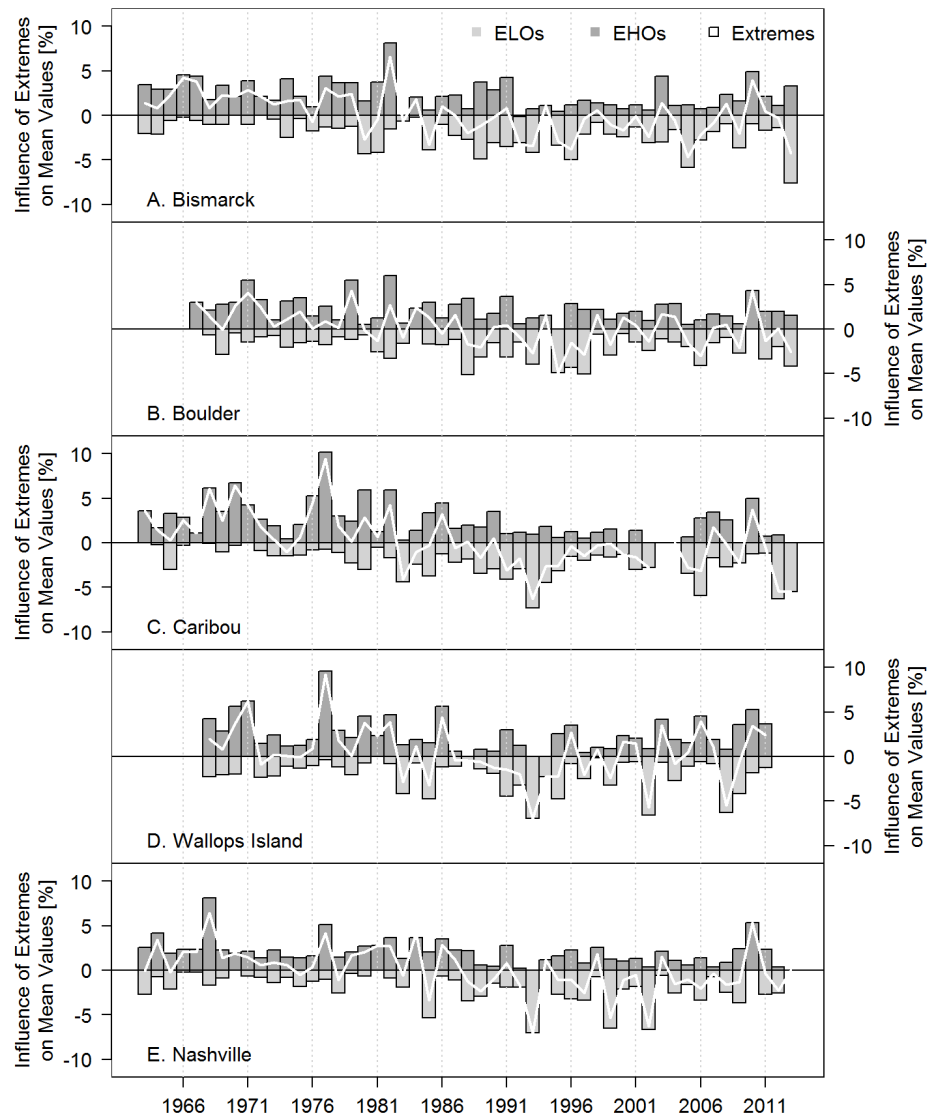 Influence of Extremes
on Mean Values [%]
10
5
0
-5
-10
ELOs EHOs Extremes
A. Bismarck
10
5
0
-5
-10
Influence of Extremes
on Mean Values [%]
B. Boulder
Influence of Extremes
on Mean Values [%]
10
5
0
-5
-10
C. Caribou
10
5
0
-5
-10
Influence of Extremes
on Mean Values [%]
D. Wallops Island
Influence of Extremes
on Mean Values [%]
10
5
0
-5
-10
E. Nashville
1966 1971 1976 1981 1986 1991 1996 2001 2006 2011